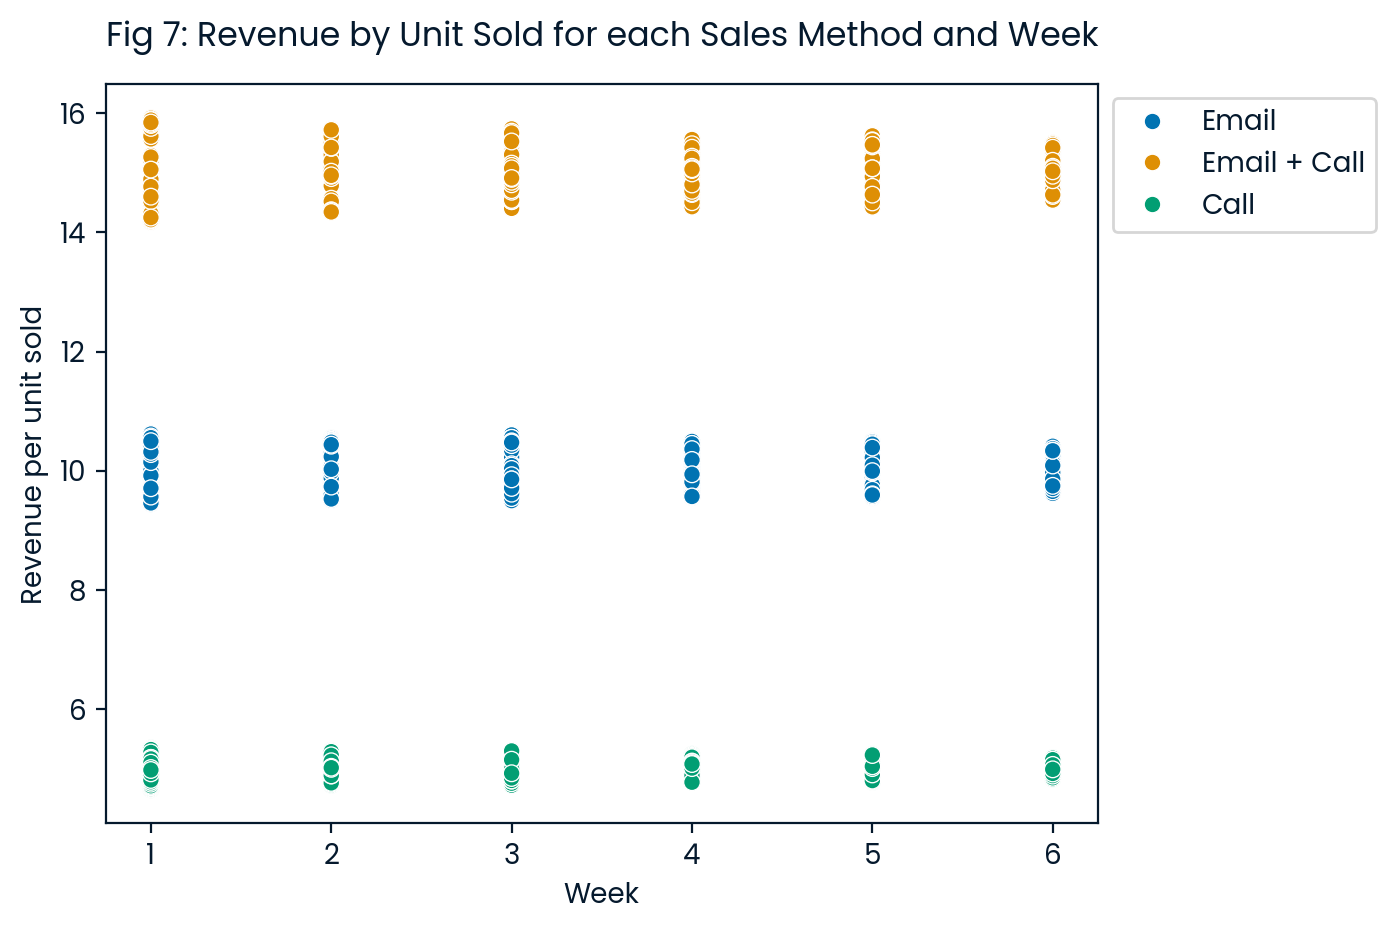 Fig 7: Revenue by Unit Sold for each Sales Method and Week
Email
Email + Call
Call
Revenue per unit sold
16
14
12
10
8
6
1 2 3 4 5 6
Week